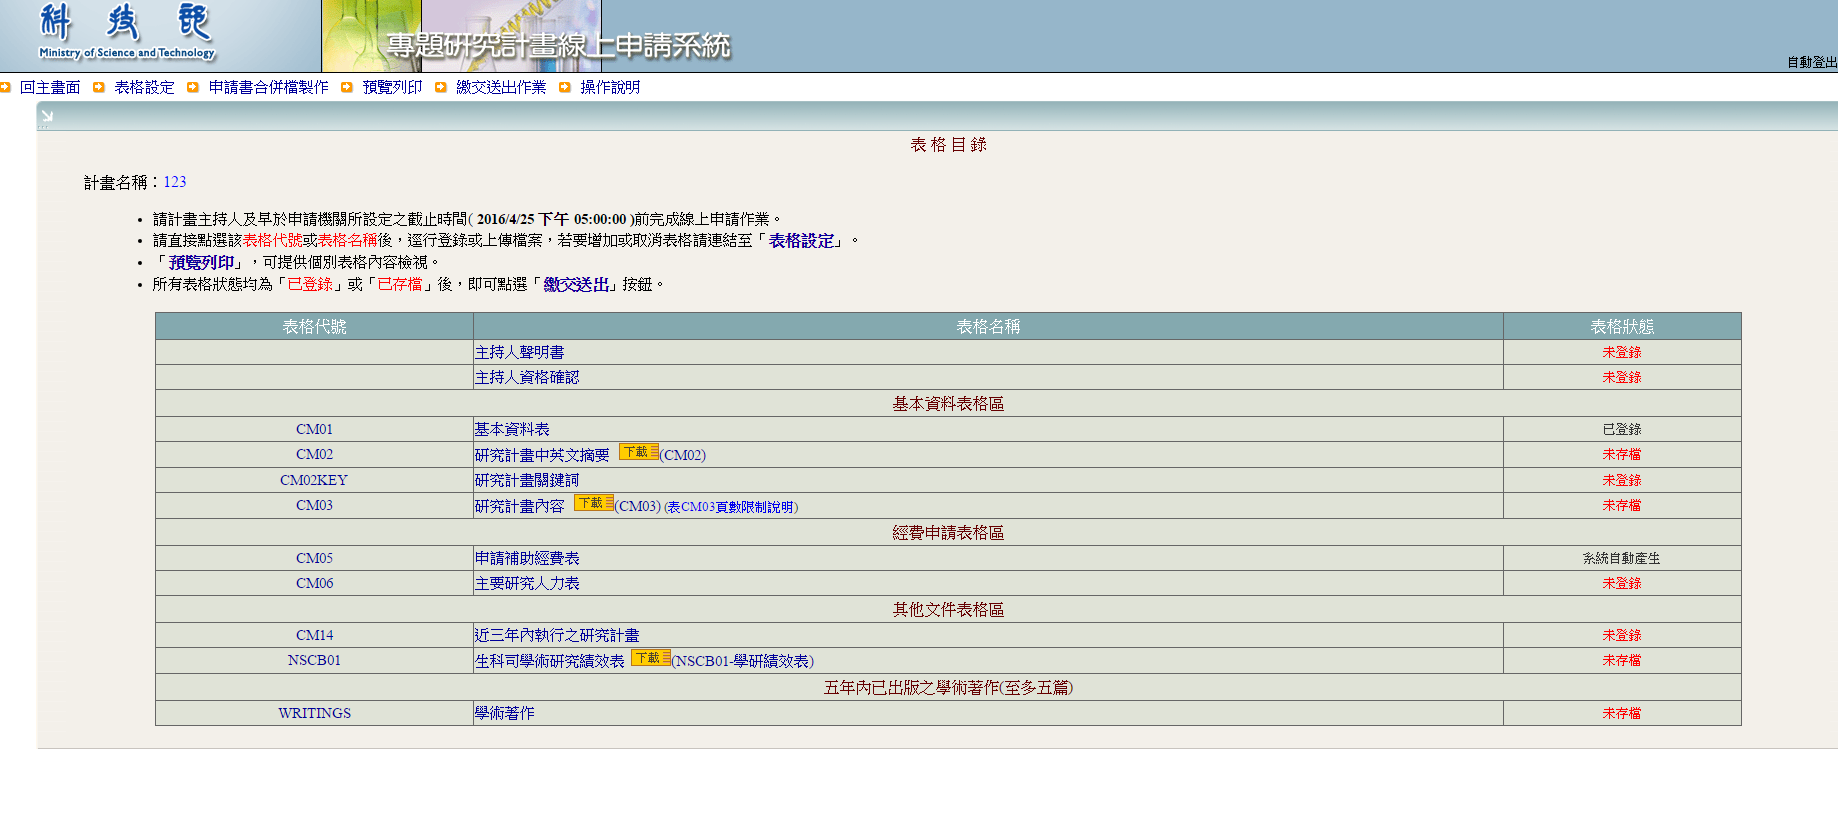 科技部
Ministry of Science and Technology
專題研究計畫線上申請系統
自動登出
回主畫面 表格設定 申請書合併檔製作 預覽列印 繳交送出作業 操作說明
表格目錄
計畫名稱：123
• 請計畫主持人及早於申請機關所設定之截止時間( 2016/4/25 下午 05:00:00 )前完成線上申請作業。
• 請直接點選該表格代號或表格名稱後，逕行登錄或上傳檔案，若要增加或取消表格請連結至「表格設定」。
• 「預覽列印」，可提供個別表格內容檢視。
• 所有表格狀態均為「已登錄」或「已存檔」後，即可點選「繳交送出」按鈕。
表格代號 表格名稱 表格狀態
主持人聲明書 未登錄
主持人資格確認 未登錄
基本資料表格區
CM01 基本資料表 已登錄
CM02 研究計畫中英文摘要 下載(CM02) 未存檔
CM02KEY 研究計畫關鍵詞 未登錄
CM03 研究計畫內容 下載(CM03) (表CM03頁數限制說明) 未存檔
經費申請表格區
CM05 申請補助經費表 系統自動產生
CM06 主要研究人力表 未登錄
其他文件表格區
CM14 近三年內執行之研究計畫 未登錄
NSCB01 生科司學術研究績效表 下載(NSCB01-學研績效表) 未存檔
五年內已出版之學術著作(至多五篇)
WRITINGS 學術著作 未存檔